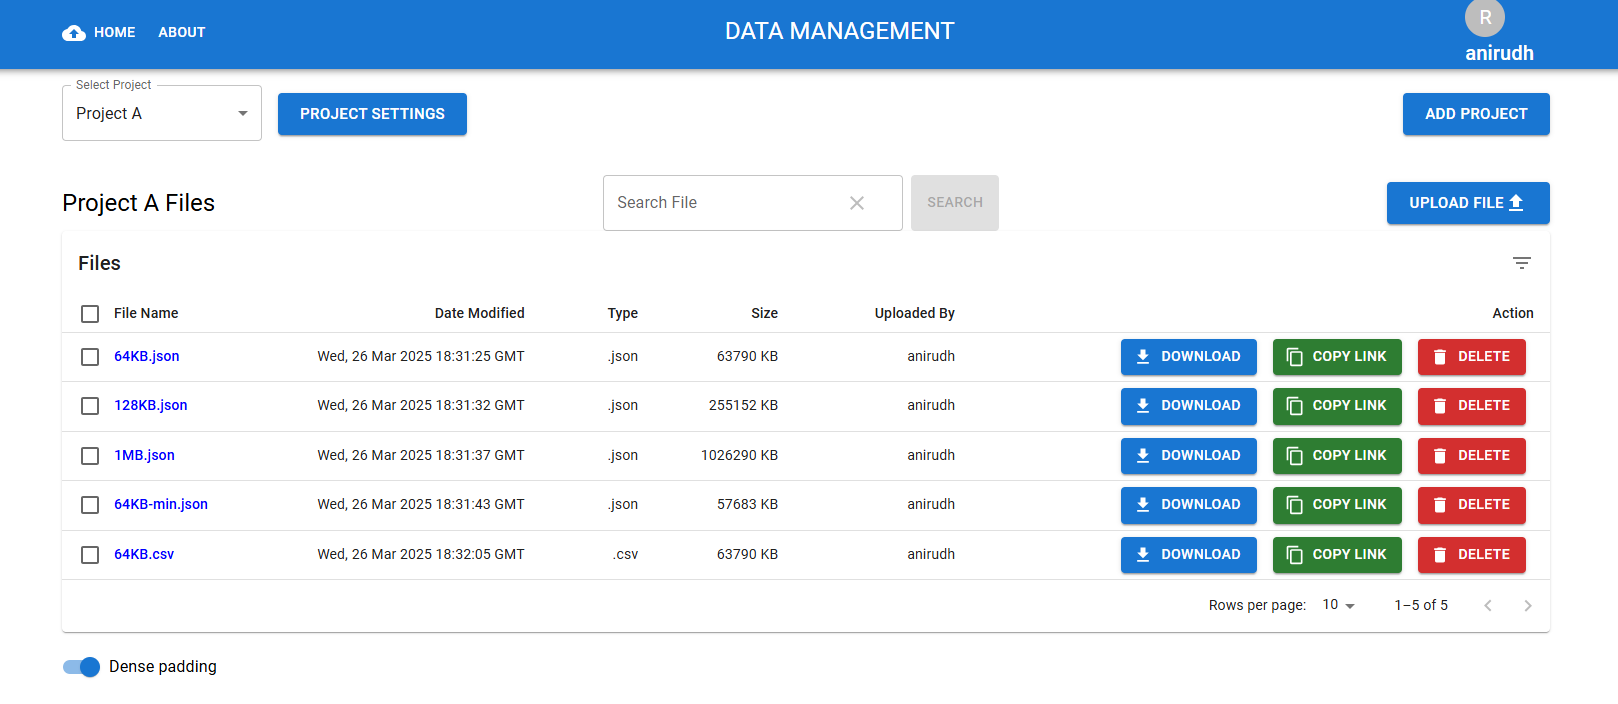 HOME ABOUT DATA MANAGEMENT R
anirudh
Select Project
Project A PROJECT SETTINGS ADD PROJECT
Project A Files Search File SEARCH UPLOAD FILE
Files
File Name Date Modified Type Size Uploaded By Action
64KB.json Wed, 26 Mar 2025 18:31:25 GMT .json 63790 KB anirudh DOWNLOAD COPY LINK DELETE
128KB.json Wed, 26 Mar 2025 18:31:32 GMT .json 255152 KB anirudh DOWNLOAD COPY LINK DELETE
1MB.json Wed, 26 Mar 2025 18:31:37 GMT .json 1026290 KB anirudh DOWNLOAD COPY LINK DELETE
64KB-min.json Wed, 26 Mar 2025 18:31:43 GMT .json 57683 KB anirudh DOWNLOAD COPY LINK DELETE
64KB.csv Wed, 26 Mar 2025 18:32:05 GMT .csv 63790 KB anirudh DOWNLOAD COPY LINK DELETE
Rows per page: 10 1–5 of 5
Dense padding